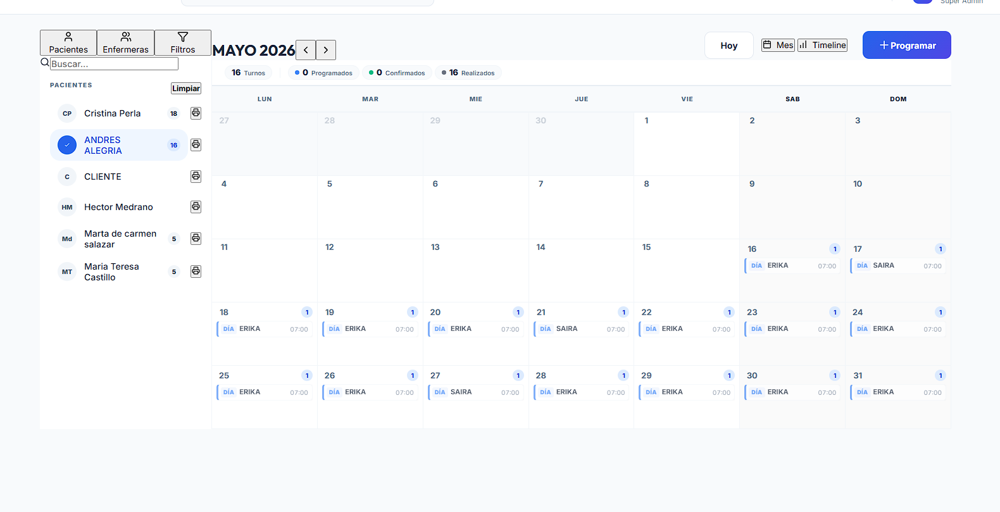 Super Admin
Pacientes Enfermeras Filtros
MAYO 2026
Hoy Mes Timeline Programar
Buscar...
16 Turnos 0 Programados 0 Confirmados 16 Realizados
PACIENTES Limpiar
CP Cristina Perla 18
ANDRES ALEGRIA 16
C CLIENTE
HM Hector Medrano
Md Marta de carmen salazar 5
MT Maria Teresa Castillo 5
LUN MAR MIE JUE VIE SAB DOM
27 28 29 30 1 2 3
4 5 6 7 8 9 10
11 12 13 14 15 16 1 17 1
DÍA ERIKA 07:00 DÍA SAIRA 07:00
18 1 19 1 20 1 21 1 22 1 23 1 24 1
DÍA ERIKA 07:00 DÍA ERIKA 07:00 DÍA ERIKA 07:00 DÍA SAIRA 07:00 DÍA ERIKA 07:00 DÍA ERIKA 07:00 DÍA ERIKA 07:00
25 1 26 1 27 1 28 1 29 1 30 1 31 1
DÍA ERIKA 07:00 DÍA ERIKA 07:00 DÍA SAIRA 07:00 DÍA ERIKA 07:00 DÍA ERIKA 07:00 DÍA ERIKA 07:00 DÍA ERIKA 07:00